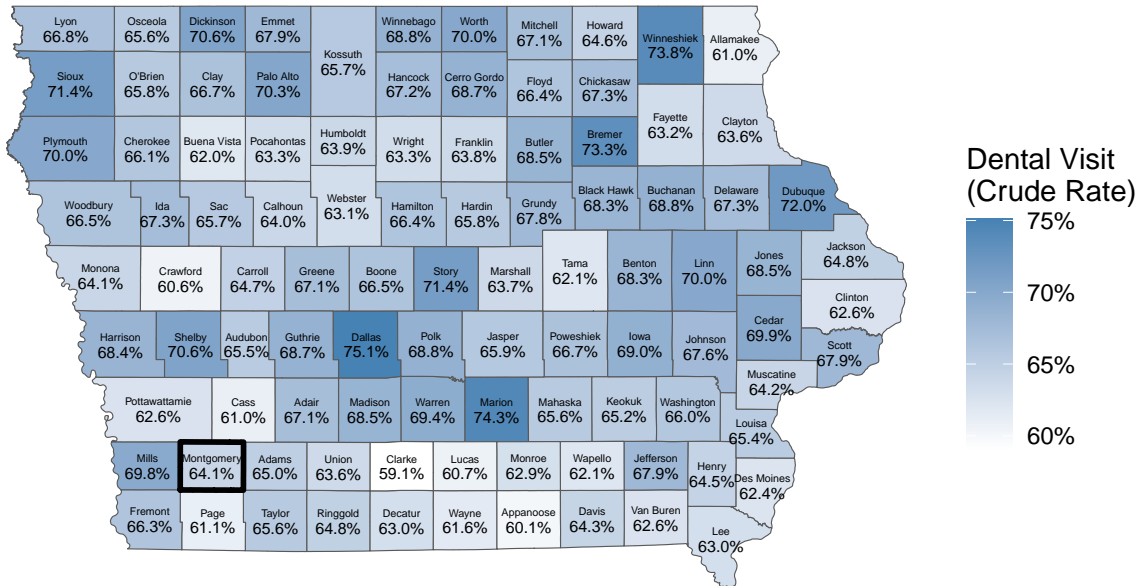 Lyon
66.8%
Osceola
65.6%
Dickinson
70.6%
Emmet
67.9%
Kossuth
65.7%
Winnebago
68.8%
Worth
70.0%
Mitchell
67.1%
Howard
64.6%
Winneshiek
73.8%
Allamakee
61.0%
Sioux
71.4%
O'Brien
65.8%
Clay
66.7%
Palo Alto
70.3%
Hancock
67.2%
Cerro Gordo
68.7%
Floyd
66.4%
Chickasaw
67.3%
Fayette
63.2%
Clayton
63.6%
Plymouth
70.0%
Cherokee
66.1%
Buena Vista
62.0%
Pocahontas
63.3%
Humboldt
63.9%
Wright
63.3%
Franklin
63.8%
Butler
68.5%
Bremer
73.3%
Woodbury
66.5%
Ida
67.3%
Sac
65.7%
Calhoun
64.0%
Webster
63.1%
Hamilton
66.4%
Hardin
65.8%
Grundy
67.8%
Black Hawk
68.3%
Buchanan
68.8%
Delaware
67.3%
Dubuque
72.0%
Monona
64.1%
Crawford
60.6%
Carroll
64.7%
Greene
67.1%
Boone
66.5%
Story
71.4%
Marshall
63.7%
Tama
62.1%
Benton
68.3%
Linn
70.0%
Jones
68.5%
Jackson
64.8%
Clinton
62.6%
Harrison
68.4%
Shelby
70.6%
Audubon
65.5%
Guthrie
68.7%
Dallas
75.1%
Polk
68.8%
Jasper
65.9%
Poweshiek
66.7%
Iowa
69.0%
Johnson
67.6%
Cedar
69.9%
Scott
67.9%
Muscatine
64.2%
Pottawattamie
62.6%
Cass
61.0%
Adair
67.1%
Madison
68.5%
Warren
69.4%
Marion
74.3%
Mahaska
65.6%
Keokuk
65.2%
Washington
66.0%
Louisa
65.4%
Mills
69.8%
Montgomery
64.1%
Adams
65.0%
Union
63.6%
Clarke
59.1%
Lucas
60.7%
Monroe
62.9%
Wapello
62.1%
Jefferson
67.9%
Henry
64.5%
Des Moines
62.4%
Fremont
66.3%
Page
61.1%
Taylor
65.6%
Ringgold
64.8%
Decatur
63.0%
Wayne
61.6%
Appanoose
60.1%
Davis
64.3%
Van Buren
62.6%
Lee
63.0%
Dental Visit
(Crude Rate)
75%
70%
65%
60%